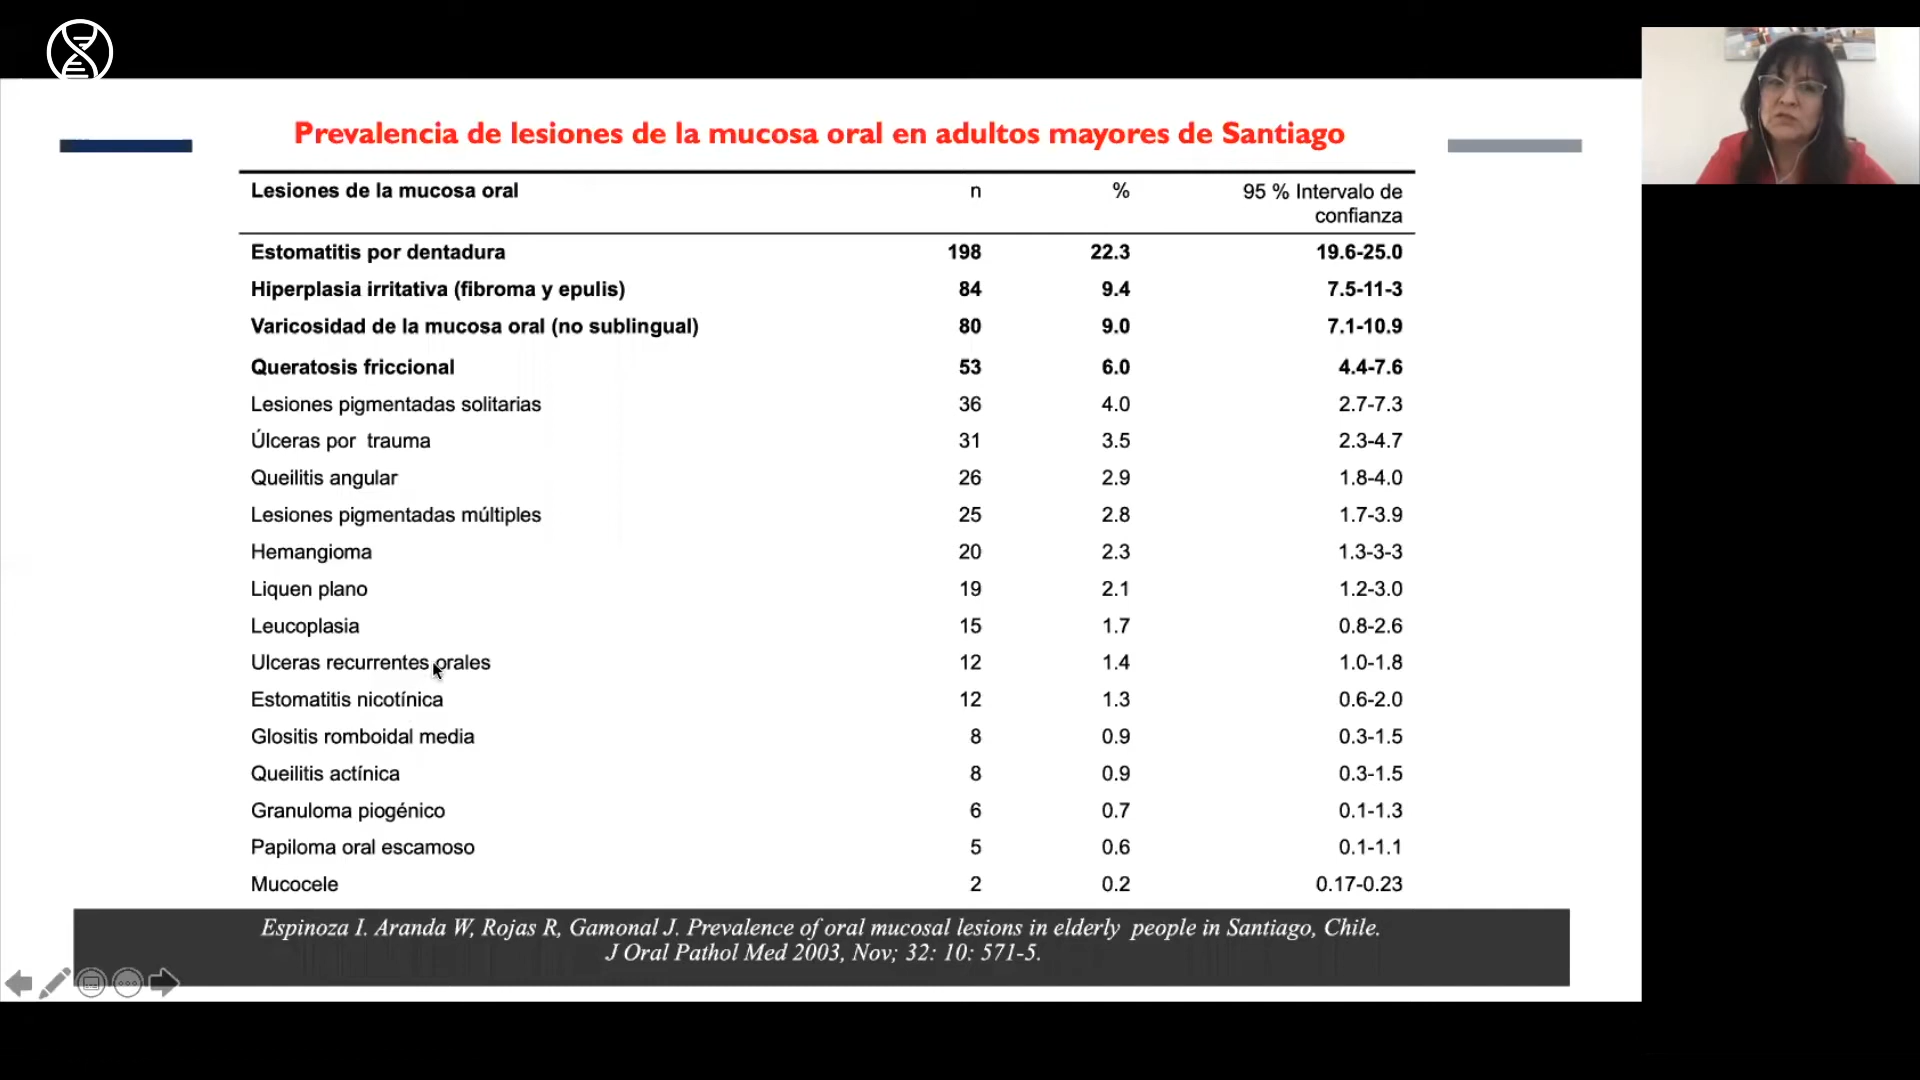 Prevalencia de lesiones de la mucosa oral en adultos mayores de Santiago
Lesiones de la mucosa oral n % 95 % Intervalo de
confianza
Estomatitis por dentadura 198 22.3 19.6-25.0
Hiperplasia irritativa (fibroma y epulis) 84 9.4 7.5-11-3
Varicosidad de la mucosa oral (no sublingual) 80 9.0 7.1-10.9
Queratosis friccional 53 6.0 4.4-7.6
Lesiones pigmentadas solitarias 36 4.0 2.7-7.3
Úlceras por trauma 31 3.5 2.3-4.7
Queilitis angular 26 2.9 1.8-4.0
Lesiones pigmentadas múltiples 25 2.8 1.7-3.9
Hemangioma 20 2.3 1.3-3-3
Liquen plano 19 2.1 1.2-3.0
Leucoplasia 15 1.7 0.8-2.6
Ulceras recurrentes orales 12 1.4 1.0-1.8
Estomatitis nicotínica 12 1.3 0.6-2.0
Glositis romboidal media 8 0.9 0.3-1.5
Queilitis actínica 8 0.9 0.3-1.5
Granuloma piogénico 6 0.7 0.1-1.3
Papiloma oral escamoso 5 0.6 0.1-1.1
Mucocele 2 0.2 0.17-0.23
Espinoza I. Aranda W, Rojas R, Gamonal J. Prevalence of oral mucosal lesions in elderly people in Santiago, Chile.
J Oral Pathol Med 2003, Nov; 32: 10: 571-5.